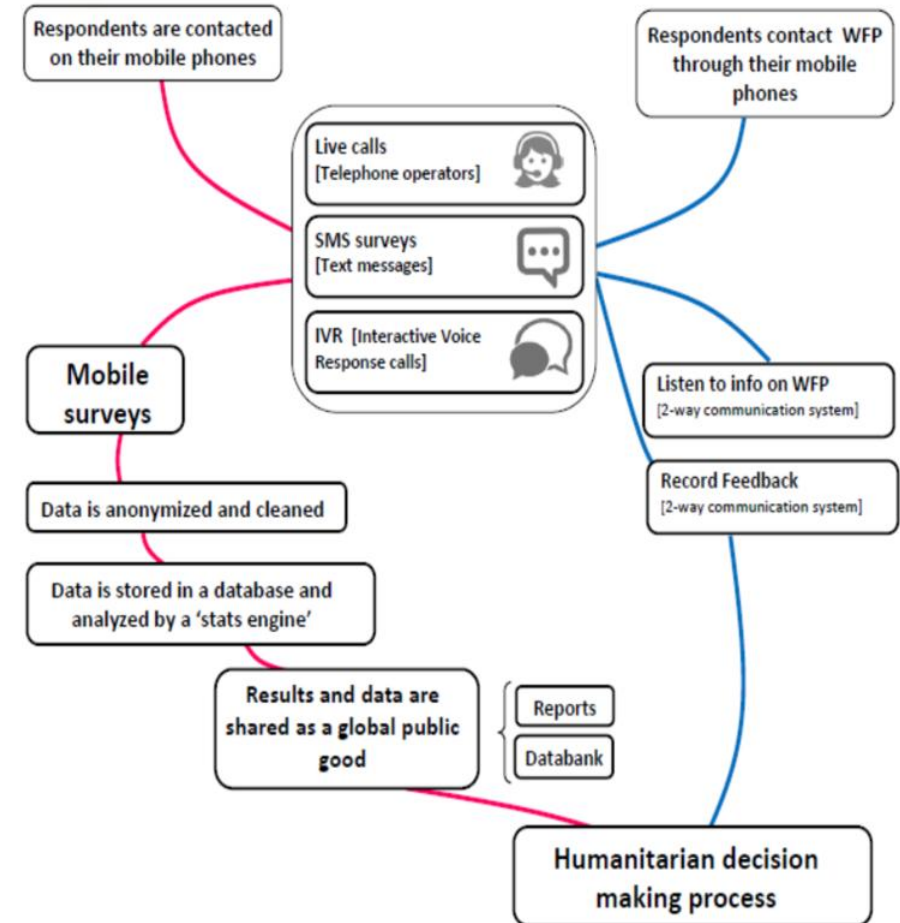 Respondents are contacted
on their mobile phones
Respondents contact WFP
through their mobile
phones
Live calls
[Telephone operators]
SMS surveys
[Text messages]
IVR [Interactive Voice
Response calls]
Mobile
surveys
Listen to info on WFP
[2-way communication system]
Record Feedback
[2-way communication system]
Data is anonymized and cleaned
Data is stored in a database and
analyzed by a ‘stats engine’
Results and data are
shared as a global public
good
Reports
Databank
Humanitarian decision
making process